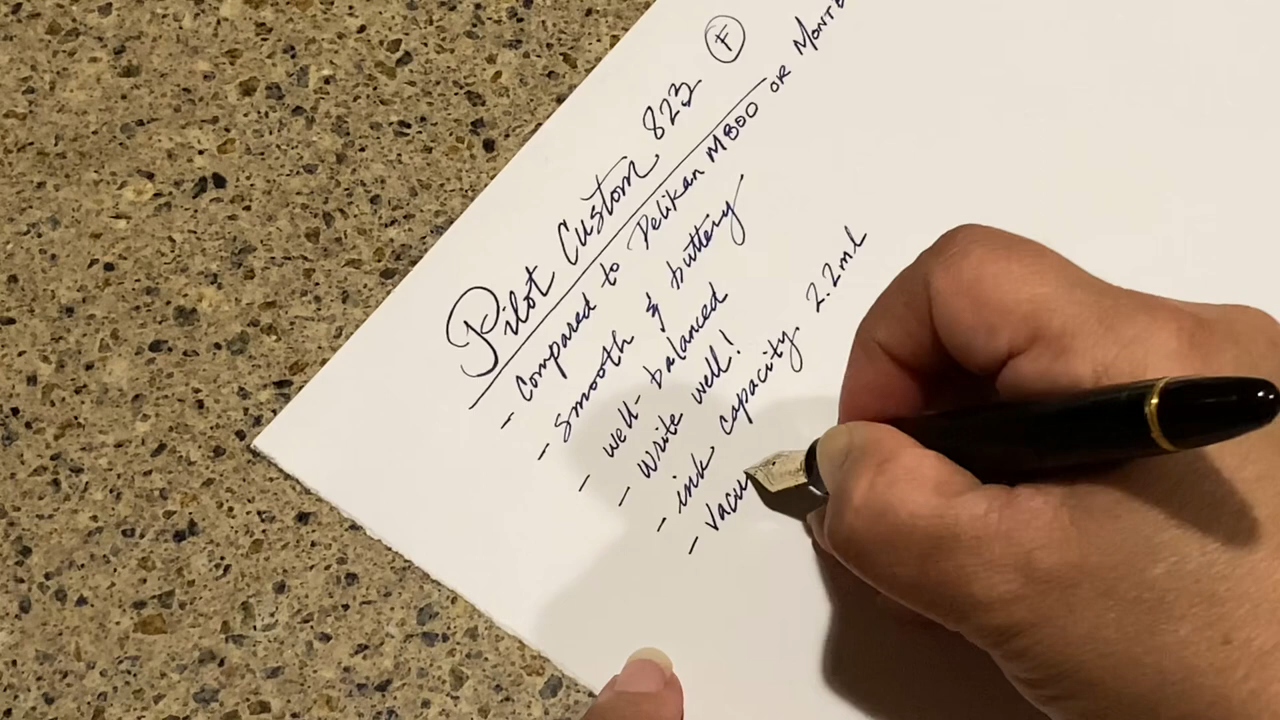 Pilot Custom 823 F
- Compared to Pelikan M800 OR MONTB
- Smooth & buttery
- well-balanced
- Write well!
- ink capacity 2.2ml
- Vacu